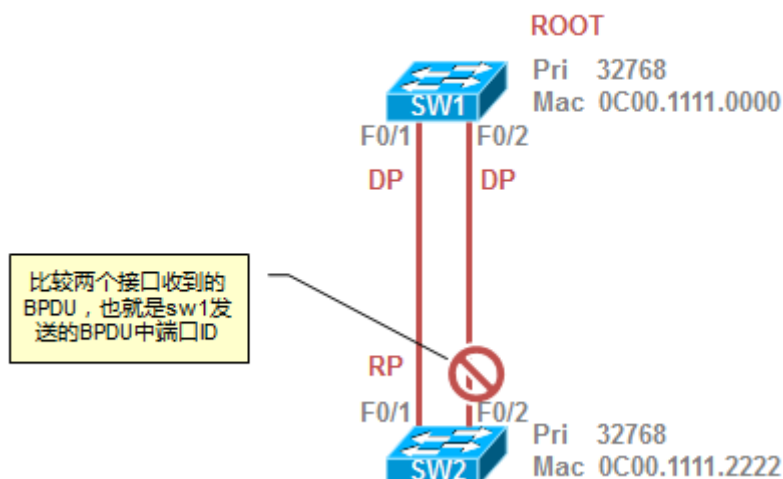 ROOT
Pri 32768
SW1
Mac 0C00.1111.0000
F0/1 F0/2
DP DP
比较两个接口收到的
BPDU，也就是sw1发
送的BPDU中端口ID
RP
F0/1 F0/2
Pri 32768
SW2
Mac 0C00.1111.2222